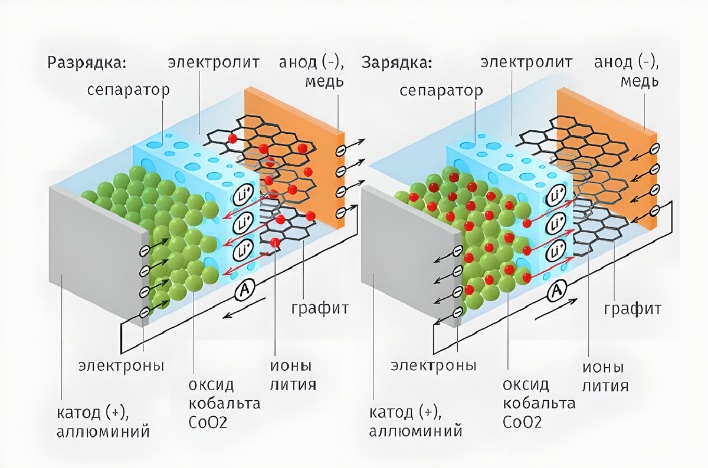 Разрядка:
электролит
анод (-),
медь
сепаратор
Li⁺
Li⁺
Li⁺
A
графит
электроны
оксид
кобальта
CoO2
ионы
лития
катод (+),
аллюминий
Зарядка:
электролит
анод (-),
медь
сепаратор
Li⁺
Li⁺
Li⁺
A
графит
электроны
оксид
кобальта
CoO2
ионы
лития
катод (+),
аллюминий